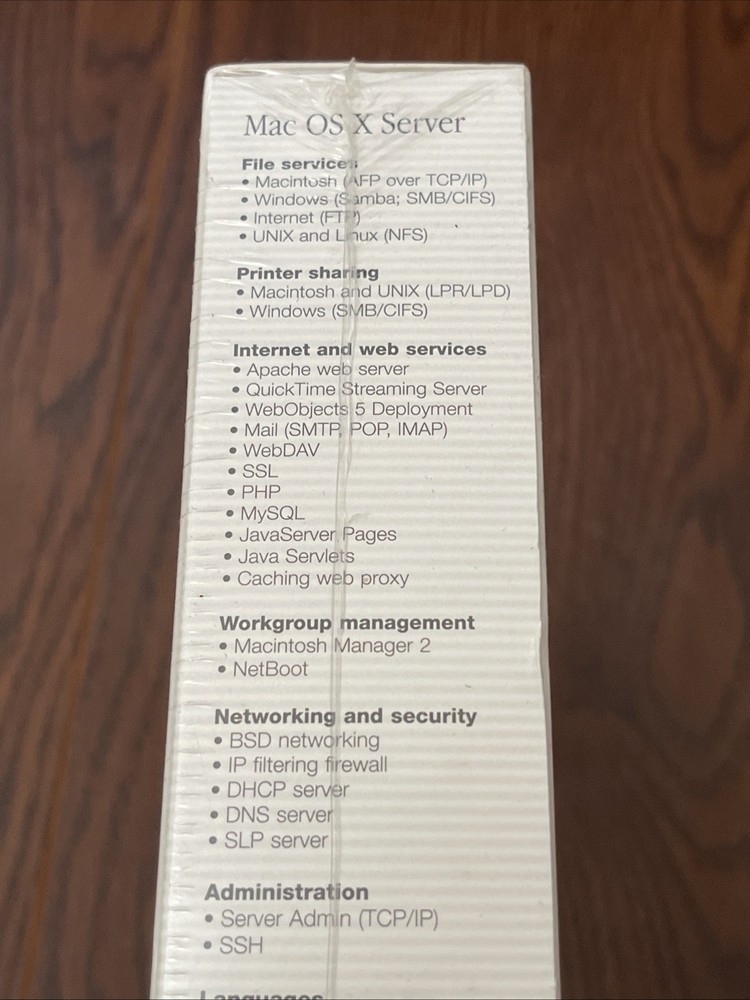 Mac OS X Server
File services
• Macintosh (AFP over TCP/IP)
• Windows (Samba; SMB/CIFS)
• Internet (FTP)
• UNIX and Linux (NFS)
Printer sharing
• Macintosh and UNIX (LPR/LPD)
• Windows (SMB/CIFS)
Internet and web services
• Apache web server
• QuickTime Streaming Server
• WebObjects 5 Deployment
• Mail (SMTP, POP, IMAP)
• WebDAV
• SSL
• PHP
• MySQL
• JavaServer Pages
• Java Servlets
• Caching web proxy
Workgroup management
• Macintosh Manager 2
• NetBoot
Networking and security
• BSD networking
• IP filtering firewall
• DHCP server
• DNS server
• SLP server
Administration
• Server Admin (TCP/IP)
• SSH
Languages